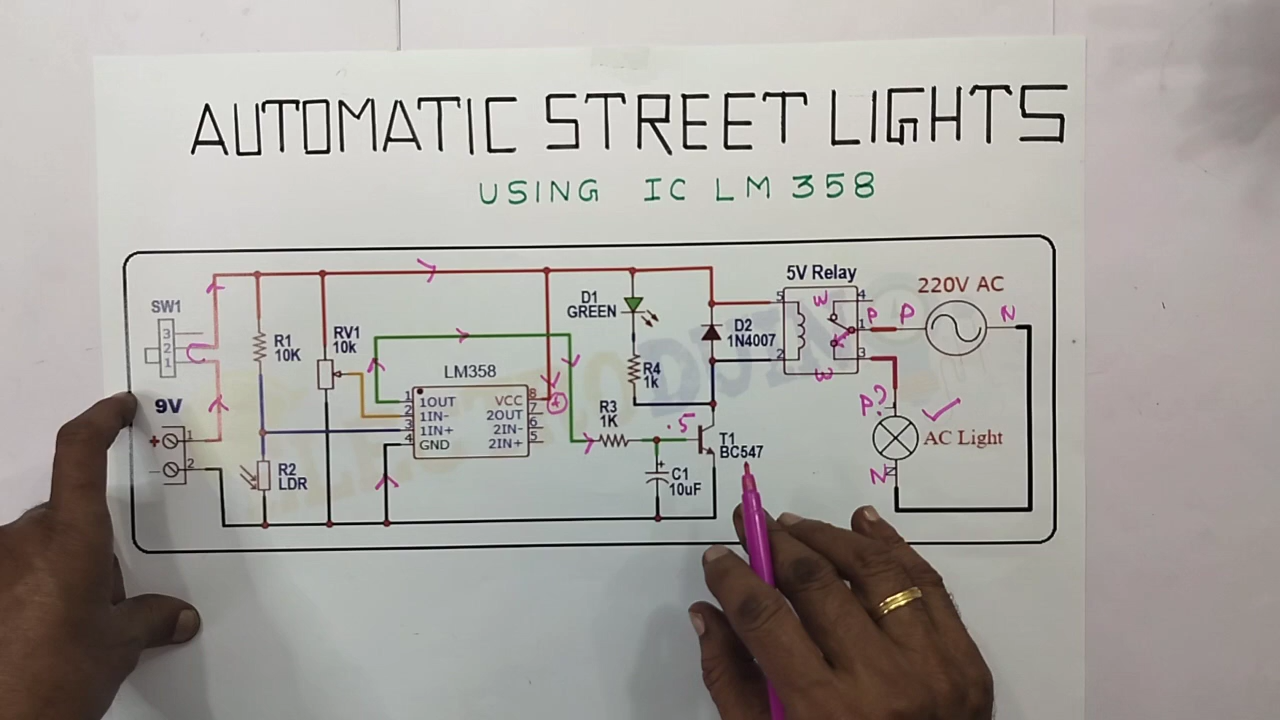 AUTOMATIC STREET LIGHTS
USING IC LM 358
5V Relay
220V AC
SW1
3
2
1
9V
+
1
-
2
R1
10K
RV1
10k
R2
LDR
LM358
1 1OUT
2 1IN-
3 1IN+
4 GND
VCC 8
2OUT 7
2IN- 6
2IN+ 5
+
D1
GREEN
R4
1k
D2
1N4007
R3
1K
.5
T1
BC547
+
C1
10uF
5
2
4
1
3
W
W
P
P
N
P?
AC Light
N